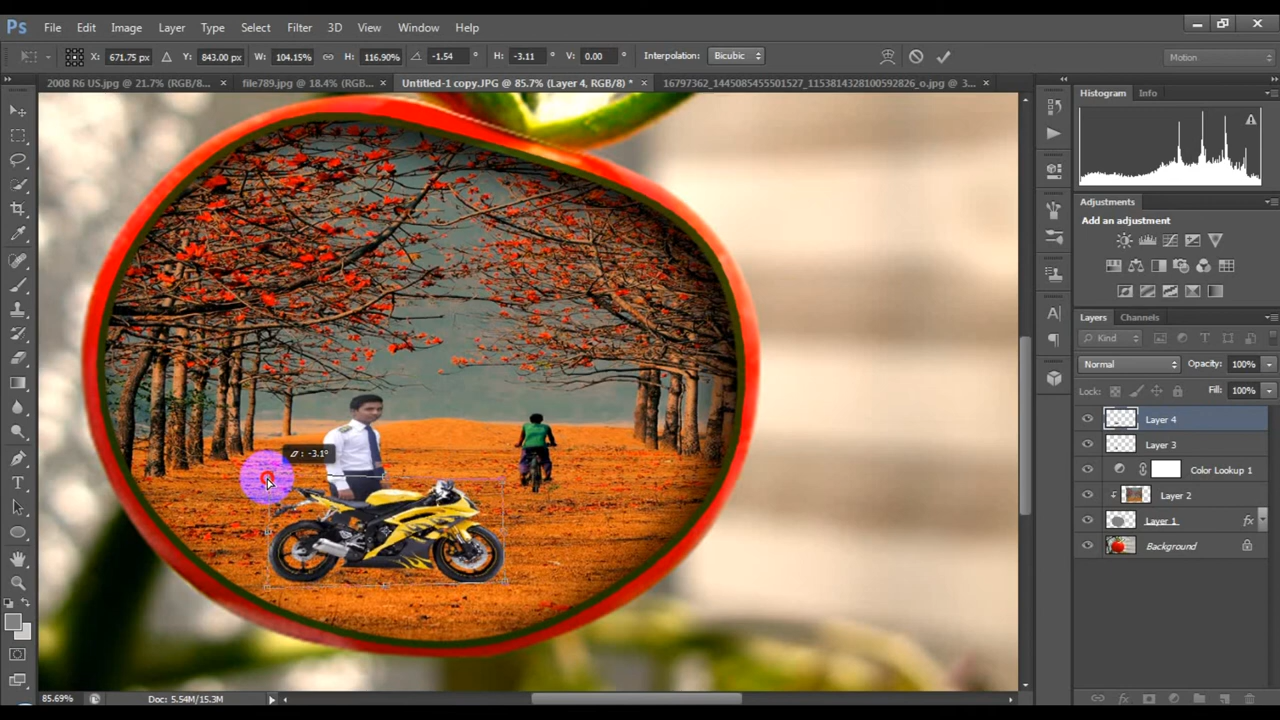 Ps File Edit Image Layer Type Select Filter 3D View Window Help
X: 671.75 px Y: 843.00 px W: 104.15% H: 116.90% -1.54 ° H: -3.11 ° V: 0.00 ° Interpolation: Bicubic Motion
2008 R6 US.jpg @ 21.7% (RGB... × file789.jpg @ 18.4% (RGB... × Untitled-1 copy.JPG @ 85.7% (Layer 4, RGB/8) * × 16797362_1445085455501527_1153814328100592826_o.jpg @ 3... ×
Histogram Info
Adjustments
Add an adjustment
Layers Channels
Kind
Normal Opacity: 100%
Lock: Fill: 100%
Layer 4
Layer 3
Color Lookup 1
Layer 2
Layer 1 fx
Background
: -3.1°
85.69% Doc: 5.54M/15.3M